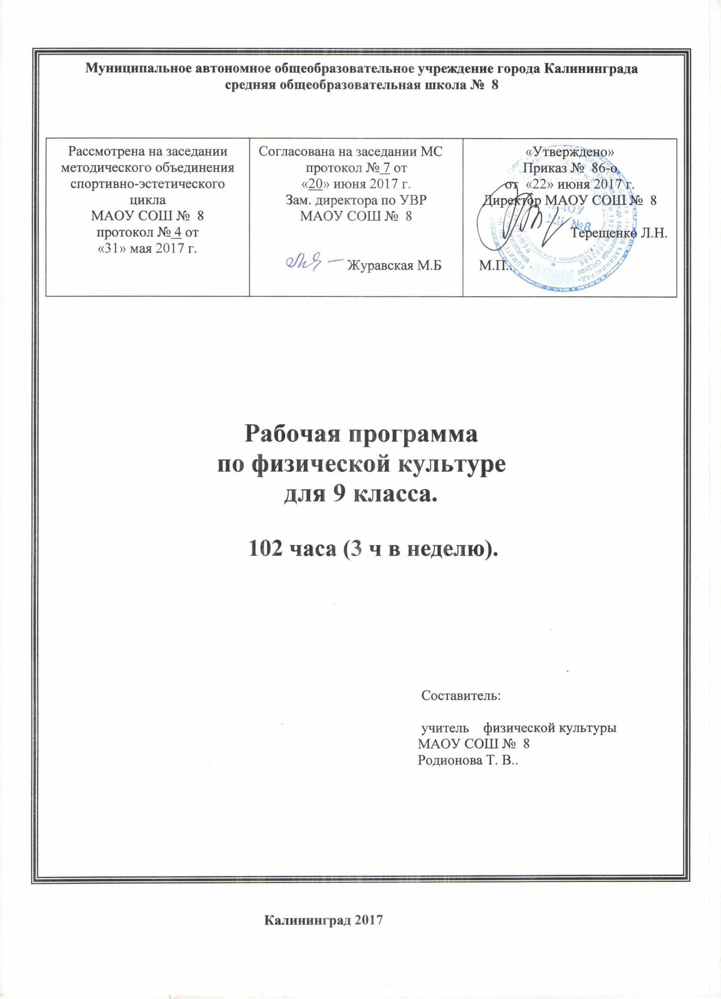 Муниципальное автономное общеобразовательное учреждение города Калининграда
средняя общеобразовательная школа № 8
Рассмотрена на заседании
методического объединения
спортивно-эстетического
цикла
МАОУ СОШ № 8
протокол № 4 от
«31» мая 2017 г.
Согласована на заседании МС
протокол № 7 от
«20» июня 2017 г.
Зам. директора по УВР
МАОУ СОШ № 8
Журавская М.Б
«Утверждено»
Приказ № 86-о
от «22» июня 2017 г.
Директор МАОУ СОШ № 8
Терещенко Л.Н.
М.П..
МАОУ
СОШ №8
Рабочая программа
по физической культуре
для 9 класса.
102 часа (3 ч в неделю).
Составитель:
учитель физической культуры
МАОУ СОШ № 8
Родионова Т. В..
Калининград 2017